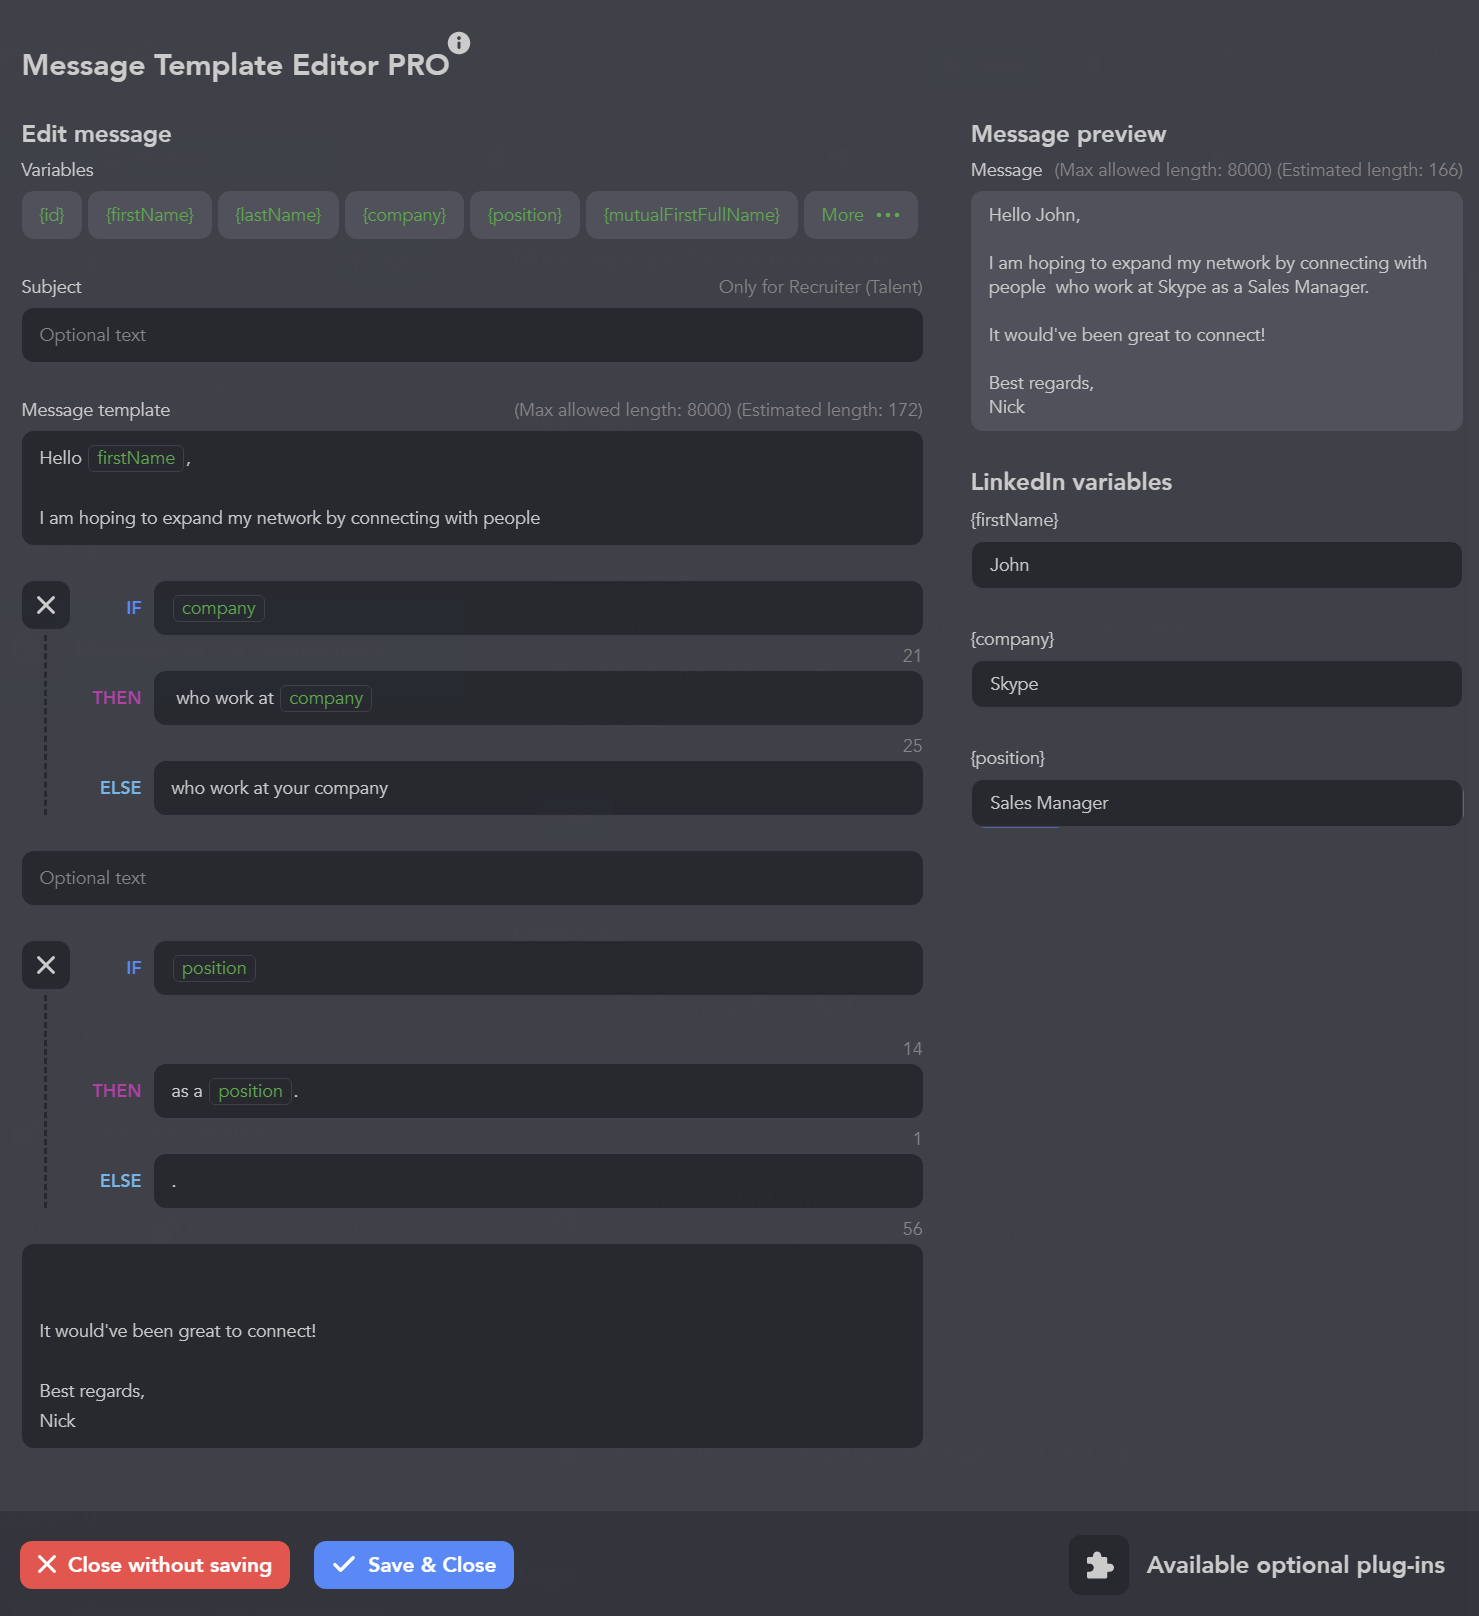 Message Template Editor PRO
Edit message
Variables
{id} {firstName} {lastName} {company} {position} {mutualFirstFullName} More •••
Subject Only for Recruiter (Talent)
Optional text
Message template (Max allowed length: 8000) (Estimated length: 172)
Hello firstName ,
I am hoping to expand my network by connecting with people
IF company
21
THEN who work at company
25
ELSE who work at your company
Optional text
IF position
14
THEN as a position .
1
ELSE .
56
It would've been great to connect!
Best regards,
Nick
Message preview
Message (Max allowed length: 8000) (Estimated length: 166)
Hello John,
I am hoping to expand my network by connecting with
people  who work at Skype as a Sales Manager.
It would've been great to connect!
Best regards,
Nick
LinkedIn variables
{firstName}
John
{company}
Skype
{position}
Sales Manager
Close without saving Save & Close Available optional plug-ins